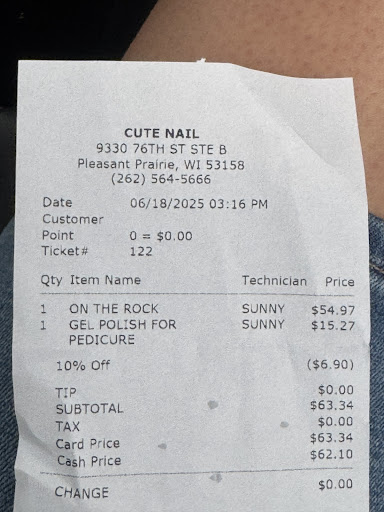 CUTE NAIL
9330 76TH ST STE B
Pleasant Prairie, WI 53158
(262) 564-5666
Date 06/18/2025 03:16 PM
Customer
Point 0 = $0.00
Ticket# 122
Qty Item Name Technician Price
1 ON THE ROCK SUNNY $54.97
1 GEL POLISH FOR SUNNY $15.27
PEDICURE
10% Off ($6.90)
TIP $0.00
SUBTOTAL $63.34
TAX $0.00
Card Price $63.34
Cash Price $62.10
CHANGE $0.00